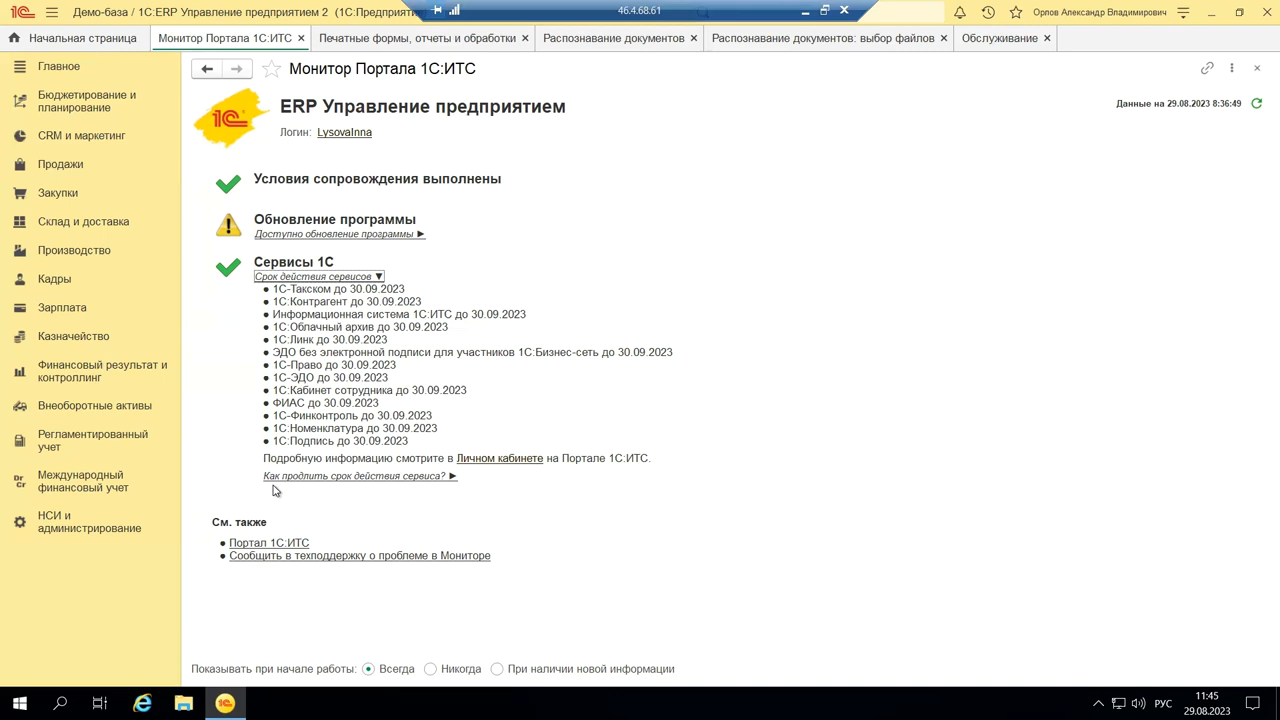 1С Демо-база / 1С:ERP Управление предприятием 2 (1С:Предприяти
46.4.68.61
Орлов Александр Владимирович
Начальная страница
Монитор Портала 1С:ИТС
Печатные формы, отчеты и обработки
Распознавание документов
Распознавание документов: выбор файлов
Обслуживание
Главное
Бюджетирование и
планирование
CRM и маркетинг
Продажи
Закупки
Склад и доставка
Производство
Кадры
Зарплата
Казначейство
Финансовый результат и
контроллинг
Внеоборотные активы
Регламентированный
учет
Dr
Cr
Международный
финансовый учет
НСИ и
администрирование
Монитор Портала 1С:ИТС
1С
ERP Управление предприятием
Логин: LysovaInna
Данные на 29.08.2023 8:36:49
Условия сопровождения выполнены
Обновление программы
Доступно обновление программы ►
Сервисы 1С
Срок действия сервисов ▼
● 1С-Такском до 30.09.2023
● 1С:Контрагент до 30.09.2023
● Информационная система 1С:ИТС до 30.09.2023
● 1С:Облачный архив до 30.09.2023
● 1С:Линк до 30.09.2023
● ЭДО без электронной подписи для участников 1С:Бизнес-сеть до 30.09.2023
● 1С-Право до 30.09.2023
● 1С-ЭДО до 30.09.2023
● 1С:Кабинет сотрудника до 30.09.2023
● ФИАС до 30.09.2023
● 1С-Финконтроль до 30.09.2023
● 1С:Номенклатура до 30.09.2023
● 1С:Подпись до 30.09.2023
Подробную информацию смотрите в Личном кабинете на Портале 1С:ИТС.
Как продлить срок действия сервиса? ►
См. также
● Портал 1С:ИТС
● Сообщить в техподдержку о проблеме в Мониторе
Показывать при начале работы: Всегда Никогда При наличии новой информации
РУС
11:45
29.08.2023